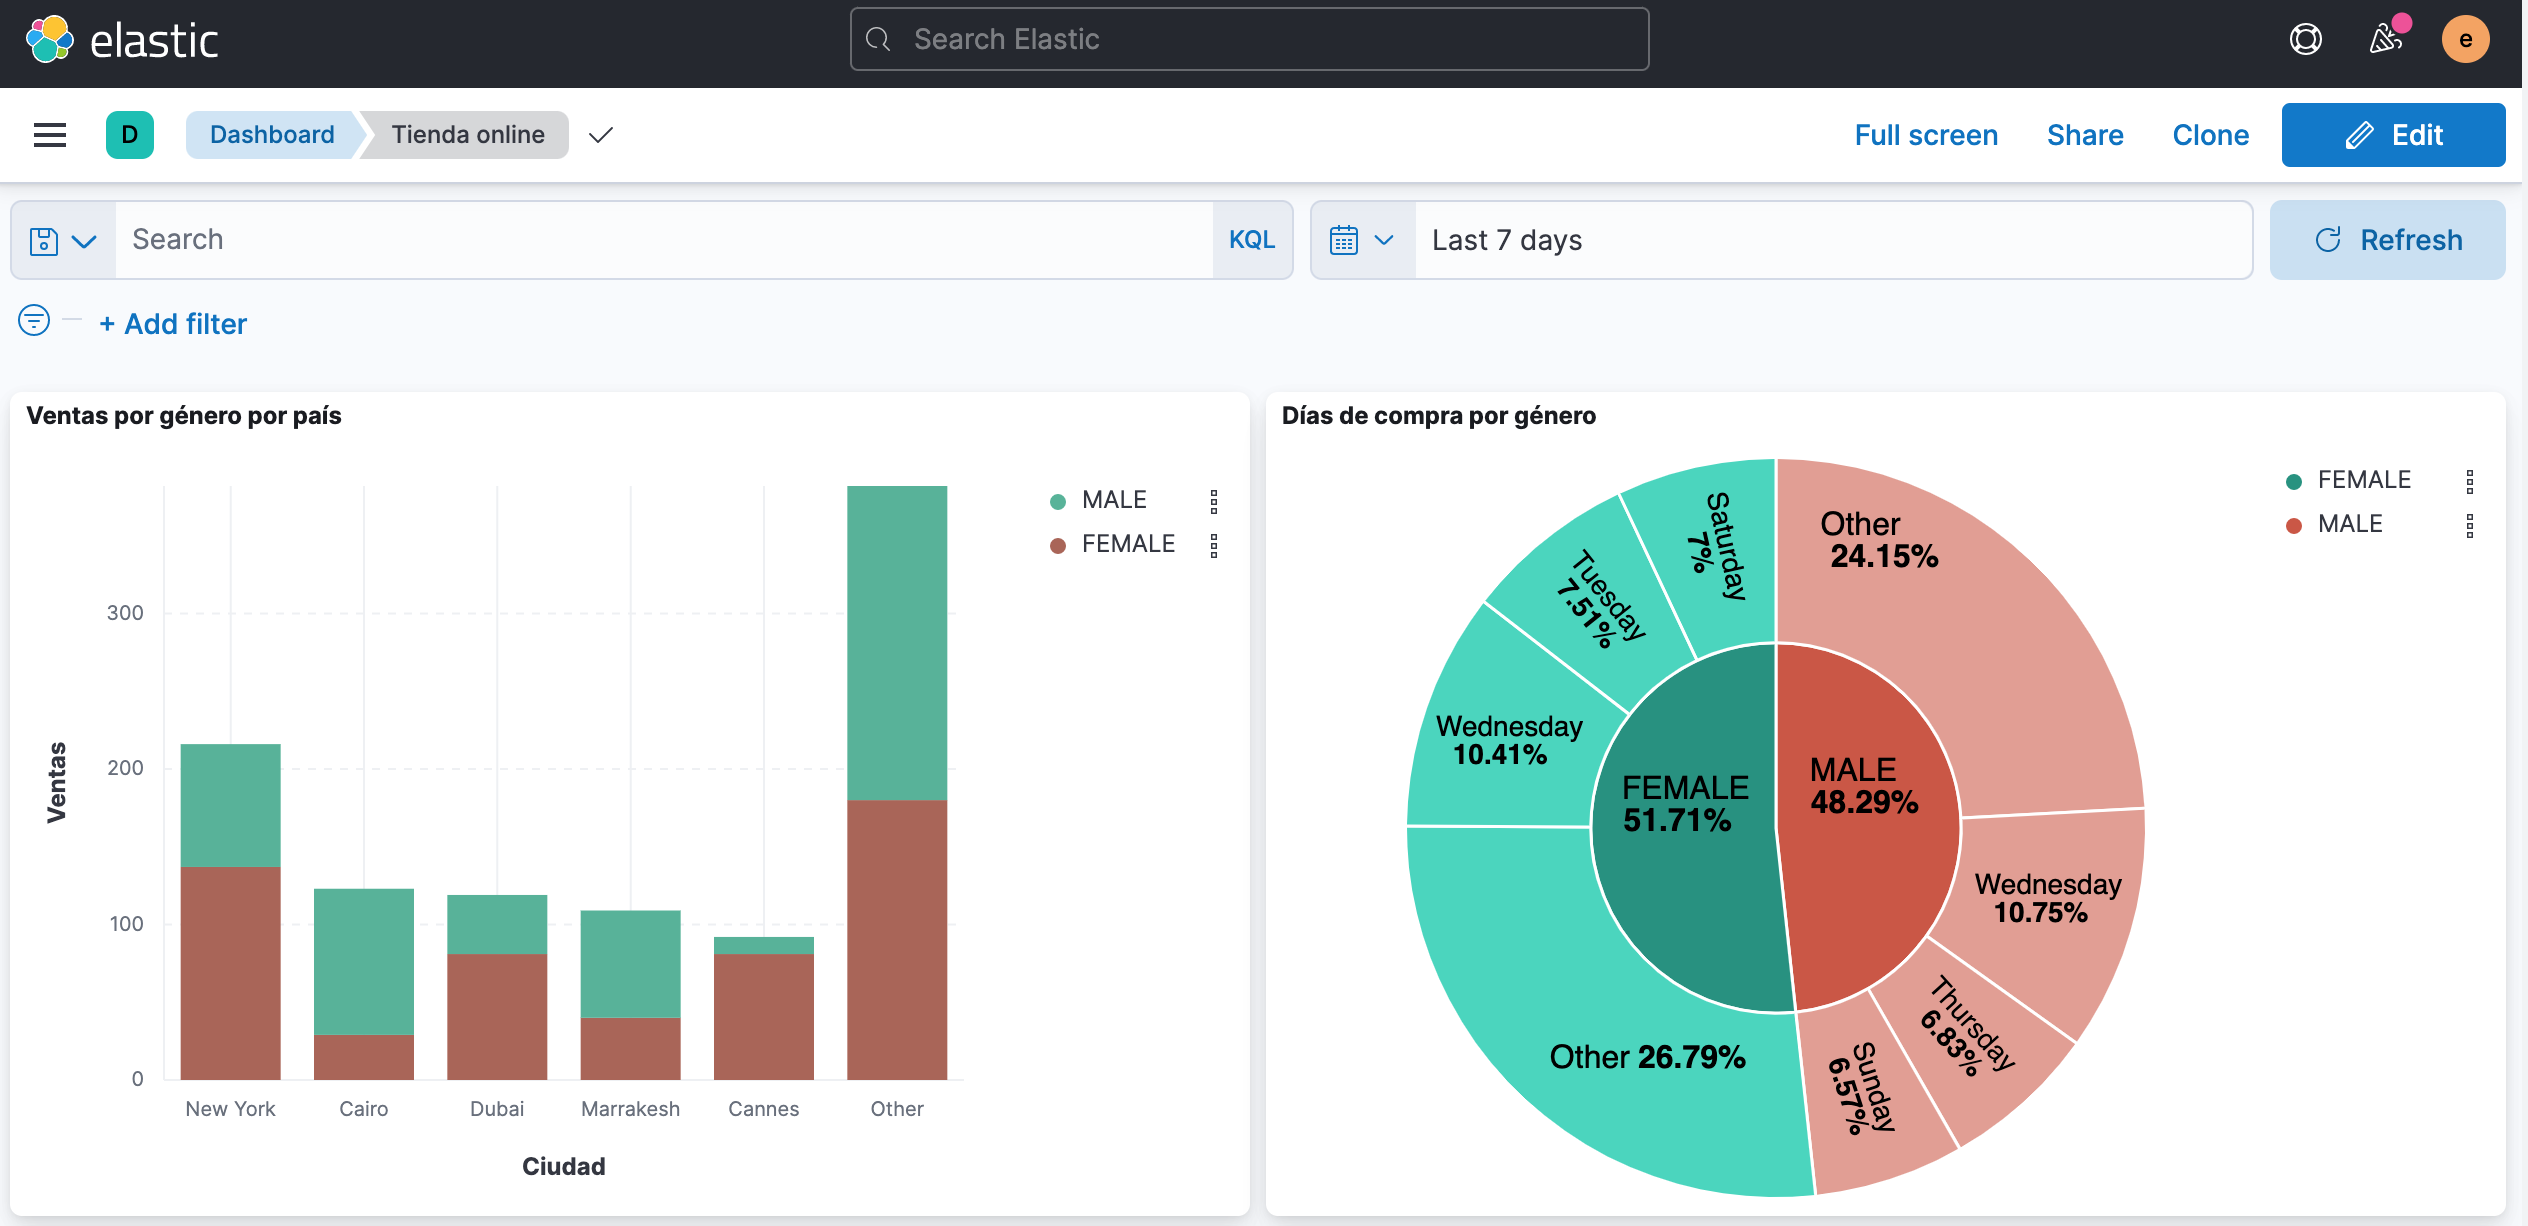 elastic
Search Elastic
e
D
Dashboard
Tienda online
Full screen
Share
Clone
Edit
Search
KQL
Last 7 days
Refresh
+ Add filter
Ventas por género por país
MALE
FEMALE
300
200
100
0
Ventas
New York
Cairo
Dubai
Marrakesh
Cannes
Other
Ciudad
Días de compra por género
FEMALE
MALE
Other
24.15%
Saturday
7%
Tuesday
7.51%
Wednesday
10.41%
FEMALE
51.71%
MALE
48.29%
Wednesday
10.75%
Thursday
6.83%
Sunday
6.57%
Other 26.79%